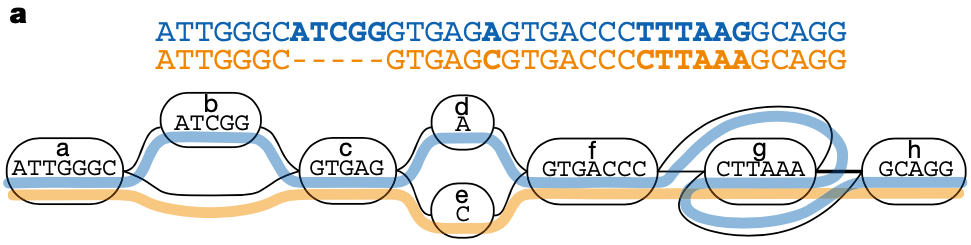 a
ATTGGGCATCGGGTGAGAGTGACCCTTTAAGGCAGG
ATTGGGC-----GTGAGCGTGACCCCTTAAAGCAGG
a
ATTGGGC
b
ATCGG
c
GTGAG
d
A
e
C
f
GTGACCC
g
CTTAAA
h
GCAGG